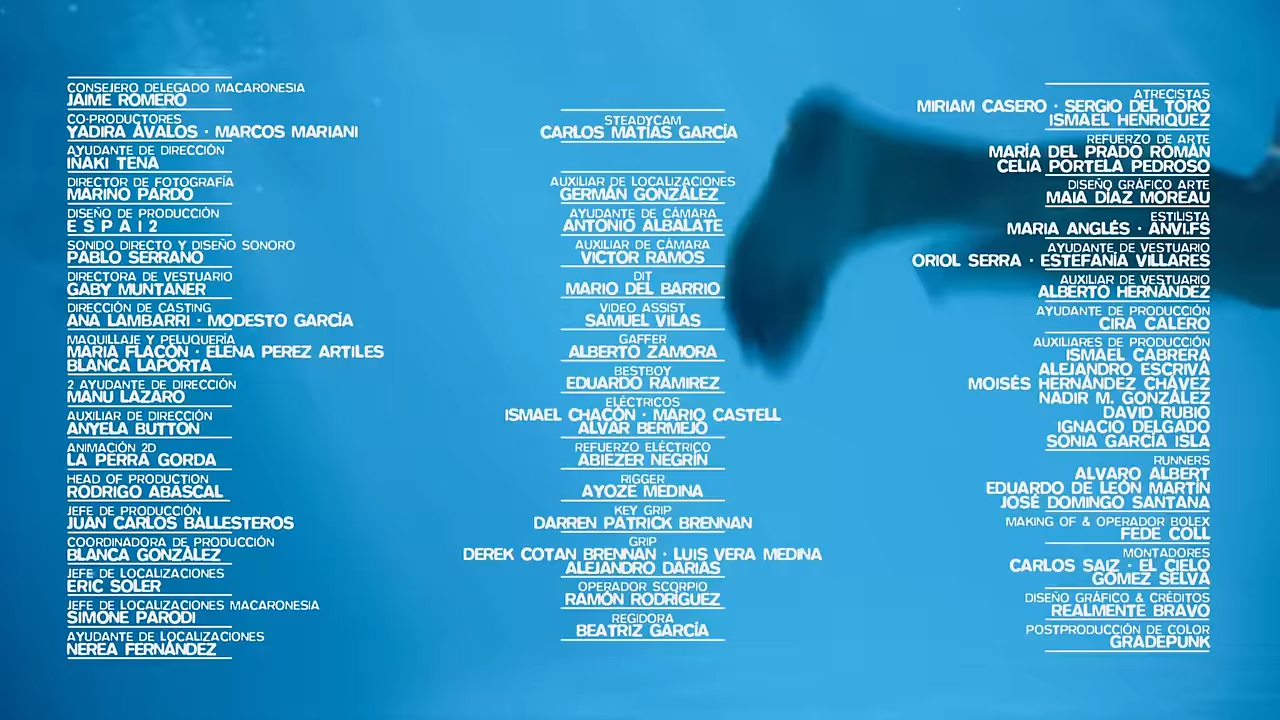 CONSEJERO DELEGADO MACARONESIA
JAIME ROMERO
CO-PRODUCTORES
YADIRA ÁVALOS · MARCOS MARIANI
AYUDANTE DE DIRECCIÓN
IÑAKI TENA
DIRECTOR DE FOTOGRAFÍA
MARINO PARDO
DISEÑO DE PRODUCCIÓN
E S P A I 2
SONIDO DIRECTO Y DISEÑO SONORO
PABLO SERRANO
DIRECTORA DE VESTUARIO
GABY MUNTANER
DIRECCIÓN DE CASTING
ANA LAMBARRI · MODESTO GARCÍA
MAQUILLAJE Y PELUQUERÍA
MARIA FLACÓN · ELENA PEREZ ARTILES
BLANCA LAPORTA
2 AYUDANTE DE DIRECCIÓN
MANU LÁZARO
AUXILIAR DE DIRECCIÓN
ANYELA BUTTON
ANIMACIÓN 2D
LA PERRA GORDA
HEAD OF PRODUCTION
RODRIGO ABASCAL
JEFE DE PRODUCCIÓN
JUAN CARLOS BALLESTEROS
COORDINADORA DE PRODUCCIÓN
BLANCA GONZÁLEZ
JEFE DE LOCALIZACIONES
ERIC SOLER
JEFE DE LOCALIZACIONES MACARONESIA
SIMONE PARODI
AYUDANTE DE LOCALIZACIONES
NEREA FERNÁNDEZ
STEADYCAM
CARLOS MATÍAS GARCÍA
AUXILIAR DE LOCALIZACIONES
GERMÁN GONZÁLEZ
AYUDANTE DE CÁMARA
ANTONIO ALBALATE
AUXILIAR DE CÁMARA
VICTOR RAMOS
DIT
MARIO DEL BARRIO
VIDEO ASSIST
SAMUEL VILAS
GAFFER
ALBERTO ZAMORA
BESTBOY
EDUARDO RAMIREZ
ELÉCTRICOS
ISMAEL CHACÓN · MARIO CASTELL
ALVAR BERMEJO
REFUERZO ELÉCTRICO
ABIEZER NEGRÍN
RIGGER
AYOZE MEDINA
KEY GRIP
DARREN PATRICK BRENNAN
GRIP
DEREK COTAN BRENNAN · LUIS VERA MEDINA
ALEJANDRO DARIAS
OPERADOR SCORPIO
RAMÓN RODRÍGUEZ
REGIDORA
BEATRIZ GARCÍA
ATRECISTAS
MIRIAM CASERO · SERGIO DEL TORO
ISMAEL HENRIQUEZ
REFUERZO DE ARTE
MARÍA DEL PRADO ROMÁN
CELIA PORTELA PEDROSO
DISEÑO GRÁFICO ARTE
MAIA DÍAZ MOREAU
ESTILISTA
MARIA ANGLÉS · ANVI.FS
AYUDANTE DE VESTUARIO
ORIOL SERRA · ESTEFANÍA VILLARES
AUXILIAR DE VESTUARIO
ALBERTO HERNÁNDEZ
AYUDANTE DE PRODUCCIÓN
CIRA CALERO
AUXILIARES DE PRODUCCIÓN
ISMAEL CABRERA
ALEJANDRO ESCRIVÁ
MOISÉS HERNÁNDEZ CHÁVEZ
NADIR M. GONZÁLEZ
DAVID RUBIO
IGNACIO DELGADO
SONIA GARCÍA ISLA
RUNNERS
ALVARO ALBERT
EDUARDO DE LEÓN MARTÍN
JOSÉ DOMINGO SANTANA
MAKING OF & OPERADOR BOLEX
FEDE COLL
MONTADORES
CARLOS SAIZ · EL CIELO
GÓMEZ SELVA
DISEÑO GRÁFICO & CRÉDITOS
REALMENTE BRAVO
POSTPRODUCCIÓN DE COLOR
GRADEPUNK